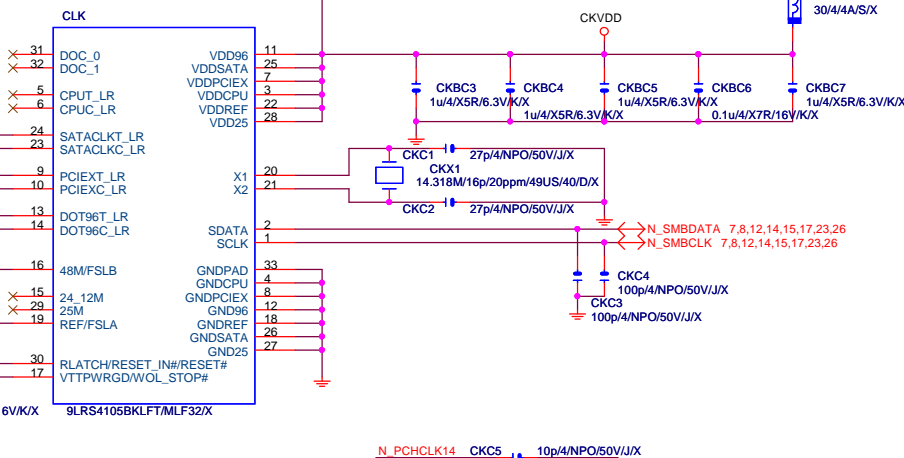 CLK
CKVDD
30/4/4A/S/X
31 DOC_0 VDD96 11
32 DOC_1 VDDSATA 25
VDDPCIEX 7
5 CPUT_LR VDDCPU 3
6 CPUC_LR VDDREF 22
VDD25 28
CKBC3 CKBC4 CKBC5 CKBC6 CKBC7
1u/4/X5R/6.3V/K/X 1u/4/X5R/6.3V/K/X 1u/4/X5R/6.3V/K/X
1u/4/X5R/6.3V/K/X 0.1u/4/X7R/16V/K/X
24 SATACLKT_LR
23 SATACLKC_LR
CKC1 27p/4/NPO/50V/J/X
9 PCIEXT_LR X1 20
CKX1
14.318M/16p/20ppm/49US/40/D/X
10 PCIEXC_LR X2 21
CKC2 27p/4/NPO/50V/J/X
13 DOT96T_LR
14 DOT96C_LR SDATA 2
N_SMBDATA 7,8,12,14,15,17,23,26
SCLK 1
N_SMBCLK 7,8,12,14,15,17,23,26
16 48M/FSLB GNDPAD 33
GNDCPU 4
CKC4
100p/4/NPO/50V/J/X
15 24_12M GNDPCIEX 8
CKC3
100p/4/NPO/50V/J/X
29 25M GND96 12
19 REF/FSLA GNDREF 18
GNDSATA 26
GND25 27
30 RLATCH/RESET_IN#/RESET#
17 VTTPWRGD/WOL_STOP#
6V/K/X 9LRS4105BKLFT/MLF32/X
N_PCHCLK14 CKC5 10p/4/NPO/50V/J/X